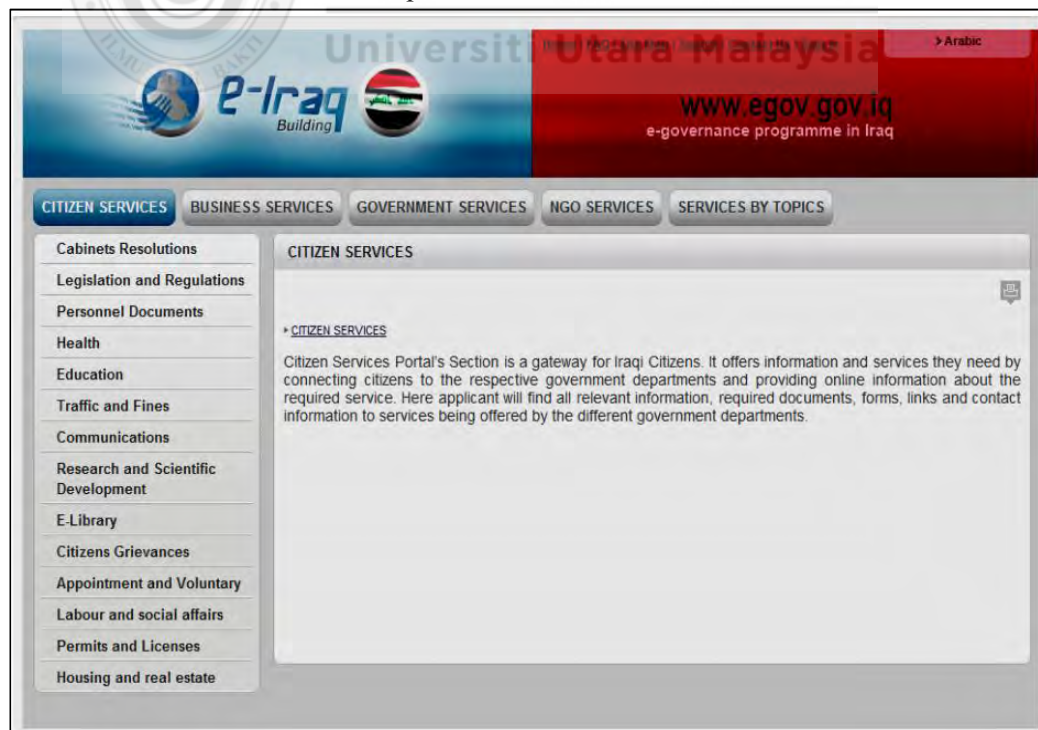 Universiti Utara Malaysia
ILMU BUDI BAKTI
> Arabic
e-Iraq
Building
www.egov.gov.iq
e-governance programme in Iraq
CITIZEN SERVICES BUSINESS SERVICES GOVERNMENT SERVICES NGO SERVICES SERVICES BY TOPICS
Cabinets Resolutions
Legislation and Regulations
Personnel Documents
Health
Education
Traffic and Fines
Communications
Research and Scientific
Development
E-Library
Citizens Grievances
Appointment and Voluntary
Labour and social affairs
Permits and Licenses
Housing and real estate
CITIZEN SERVICES
CITIZEN SERVICES
Citizen Services Portal's Section is a gateway for Iraqi Citizens. It offers information and services they need by
connecting citizens to the respective government departments and providing online information about the
required service. Here applicant will find all relevant information, required documents, forms, links and contact
information to services being offered by the different government departments.